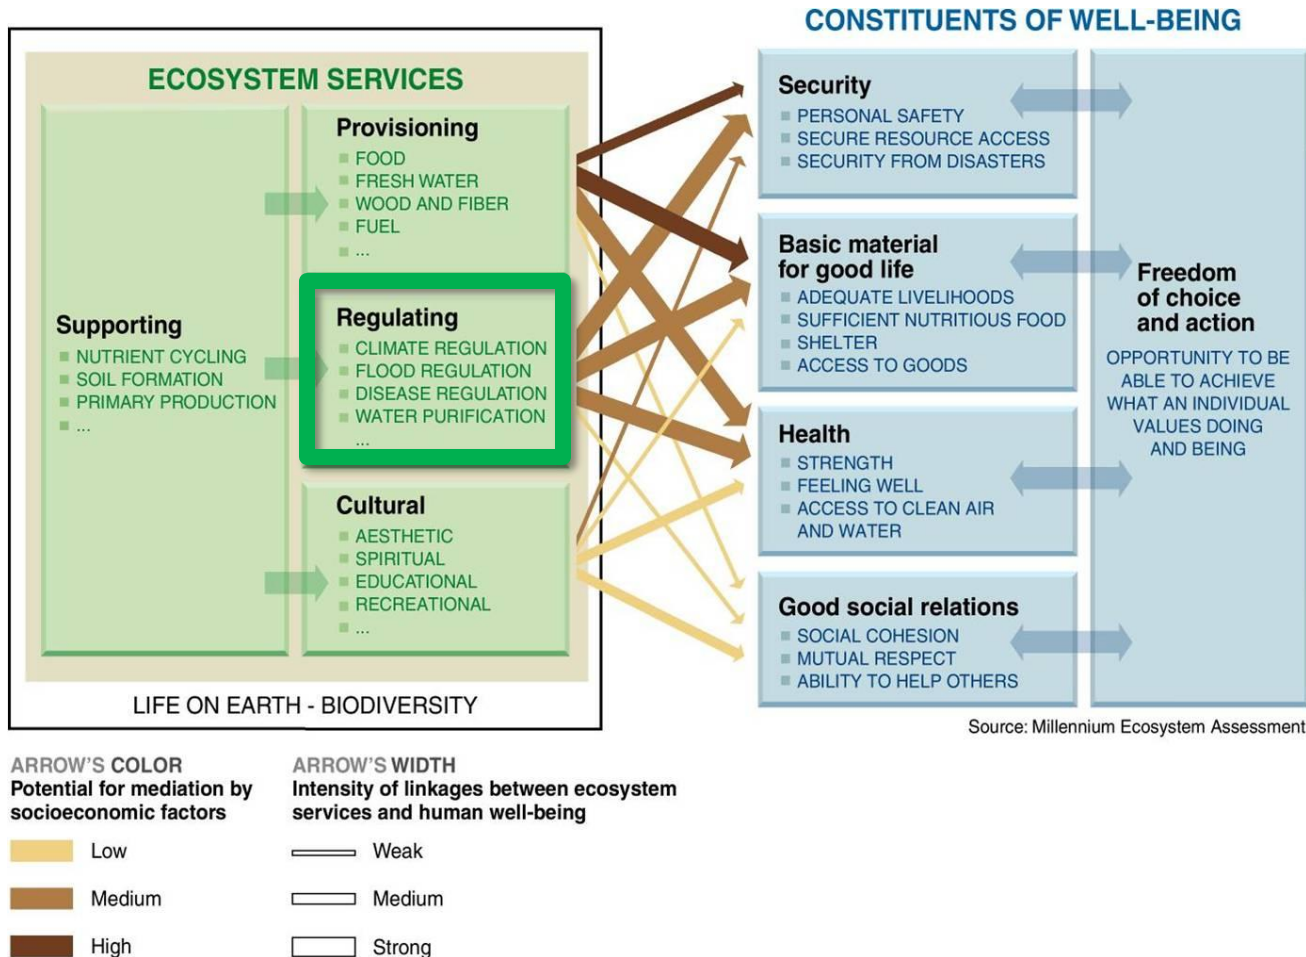 CONSTITUENTS OF WELL-BEING
ECOSYSTEM SERVICES
Supporting
NUTRIENT CYCLING
SOIL FORMATION
PRIMARY PRODUCTION
...
Provisioning
FOOD
FRESH WATER
WOOD AND FIBER
FUEL
...
Regulating
CLIMATE REGULATION
FLOOD REGULATION
DISEASE REGULATION
WATER PURIFICATION
...
Cultural
AESTHETIC
SPIRITUAL
EDUCATIONAL
RECREATIONAL
...
LIFE ON EARTH - BIODIVERSITY
Security
PERSONAL SAFETY
SECURE RESOURCE ACCESS
SECURITY FROM DISASTERS
Basic material
for good life
ADEQUATE LIVELIHOODS
SUFFICIENT NUTRITIOUS FOOD
SHELTER
ACCESS TO GOODS
Health
STRENGTH
FEELING WELL
ACCESS TO CLEAN AIR
AND WATER
Good social relations
SOCIAL COHESION
MUTUAL RESPECT
ABILITY TO HELP OTHERS
Freedom
of choice
and action
OPPORTUNITY TO BE
ABLE TO ACHIEVE
WHAT AN INDIVIDUAL
VALUES DOING
AND BEING
Source: Millennium Ecosystem Assessment
ARROW'S COLOR
Potential for mediation by
socioeconomic factors
Low
Medium
High
ARROW'S WIDTH
Intensity of linkages between ecosystem
services and human well-being
Weak
Medium
Strong